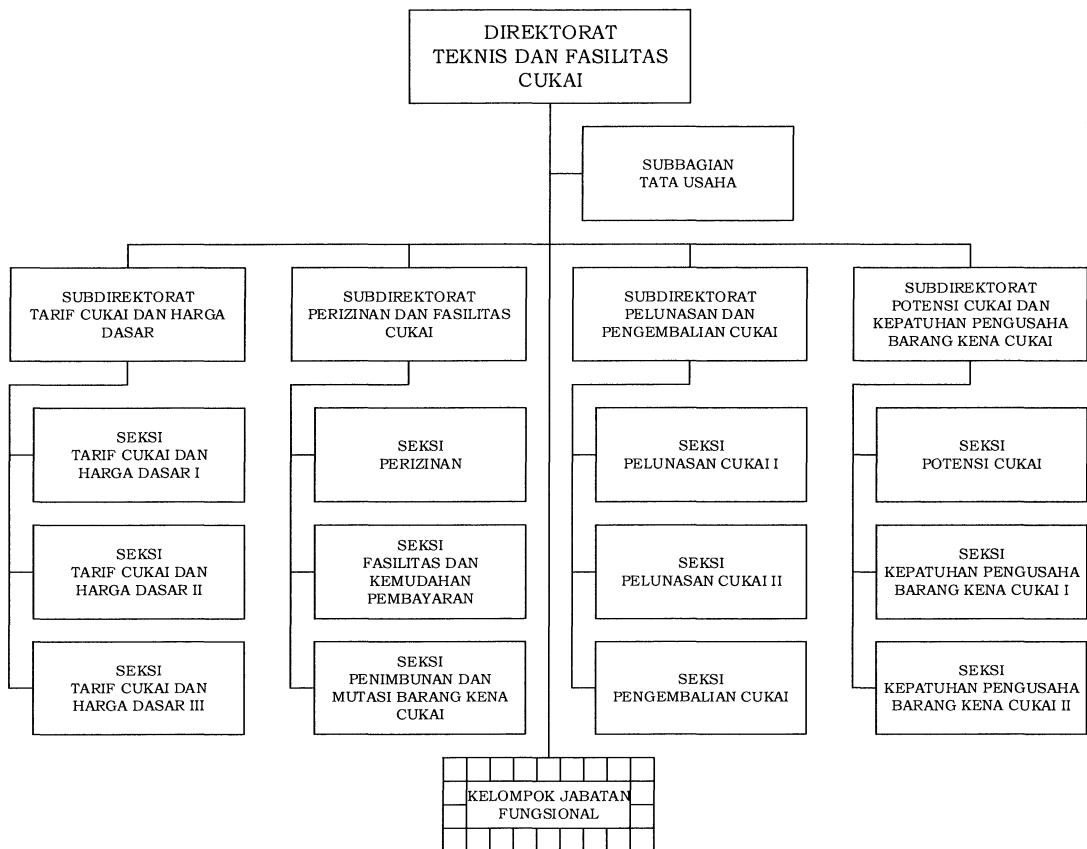 DIREKTORAT
TEKNIS DAN FASILITAS
CUKAI
SUBBAGIAN
TATA USAHA
SUBDIREKTORAT
TARIF CUKAI DAN HARGA
DASAR
SUBDIREKTORAT
PERIZINAN DAN FASILITAS
CUKAI
SUBDIREKTORAT
PELUNASAN DAN
PENGEMBALIAN CUKAI
SUBDIREKTORAT
POTENSI CUKAI DAN
KEPATUHAN PENGUSAHA
BARANG KENA CUKAI
SEKSI
TARIF CUKAI DAN
HARGA DASAR I
SEKSI
PERIZINAN
SEKSI
PELUNASAN CUKAI I
SEKSI
POTENSI CUKAI
SEKSI
TARIF CUKAI DAN
HARGA DASAR II
SEKSI
FASILITAS DAN
KEMUDAHAN
PEMBAYARAN
SEKSI
PELUNASAN CUKAI II
SEKSI
KEPATUHAN PENGUSAHA
BARANG KENA CUKAI I
SEKSI
TARIF CUKAI DAN
HARGA DASAR III
SEKSI
PENIMBUNAN DAN
MUTASI BARANG KENA
CUKAI
SEKSI
PENGEMBALIAN CUKAI
SEKSI
KEPATUHAN PENGUSAHA
BARANG KENA CUKAI II
KELOMPOK JABATAN
FUNGSIONAL